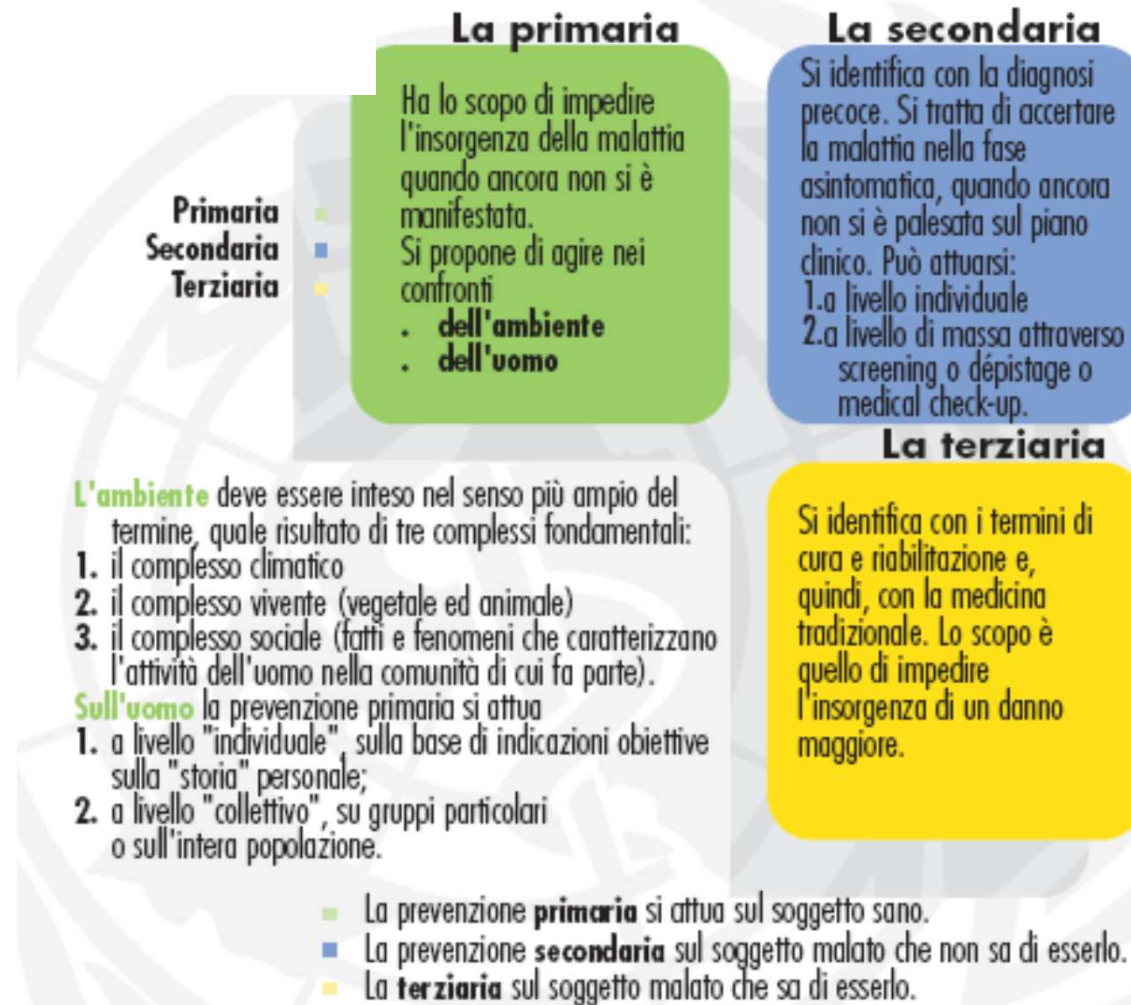 La primaria
Ha lo scopo di impedire
l'insorgenza della malattia
quando ancora non si è
manifestata.
Si propone di agire nei
confronti
. dell'ambiente
. dell'uomo
La secondaria
Si identifica con la diagnosi
precoce. Si tratta di accertare
la malattia nella fase
asintomatica, quando ancora
non si è palesata sul piano
clinico. Può attuarsi:
1.a livello individuale
2.a livello di massa attraverso
screening o dépistage o
medical check-up.
Primaria
Secondaria
Terziaria
La terziaria
Si identifica con i termini di
cura e riabilitazione e,
quindi, con la medicina
tradizionale. Lo scopo è
quello di impedire
l'insorgenza di un danno
maggiore.
L'ambiente deve essere inteso nel senso più ampio del
termine, quale risultato di tre complessi fondamentali:
1. il complesso climatico
2. il complesso vivente (vegetale ed animale)
3. il complesso sociale (fatti e fenomeni che caratterizzano
l'attività dell'uomo nella comunità di cui fa parte).
Sull'uomo la prevenzione primaria si attua
1. a livello "individuale", sulla base di indicazioni obiettive
sulla "storia" personale;
2. a livello "collettivo", su gruppi particolari
o sull'intera popolazione.
La prevenzione primaria si attua sul soggetto sano.
La prevenzione secondaria sul soggetto malato che non sa di esserlo.
La terziaria sul soggetto malato che sa di esserlo.